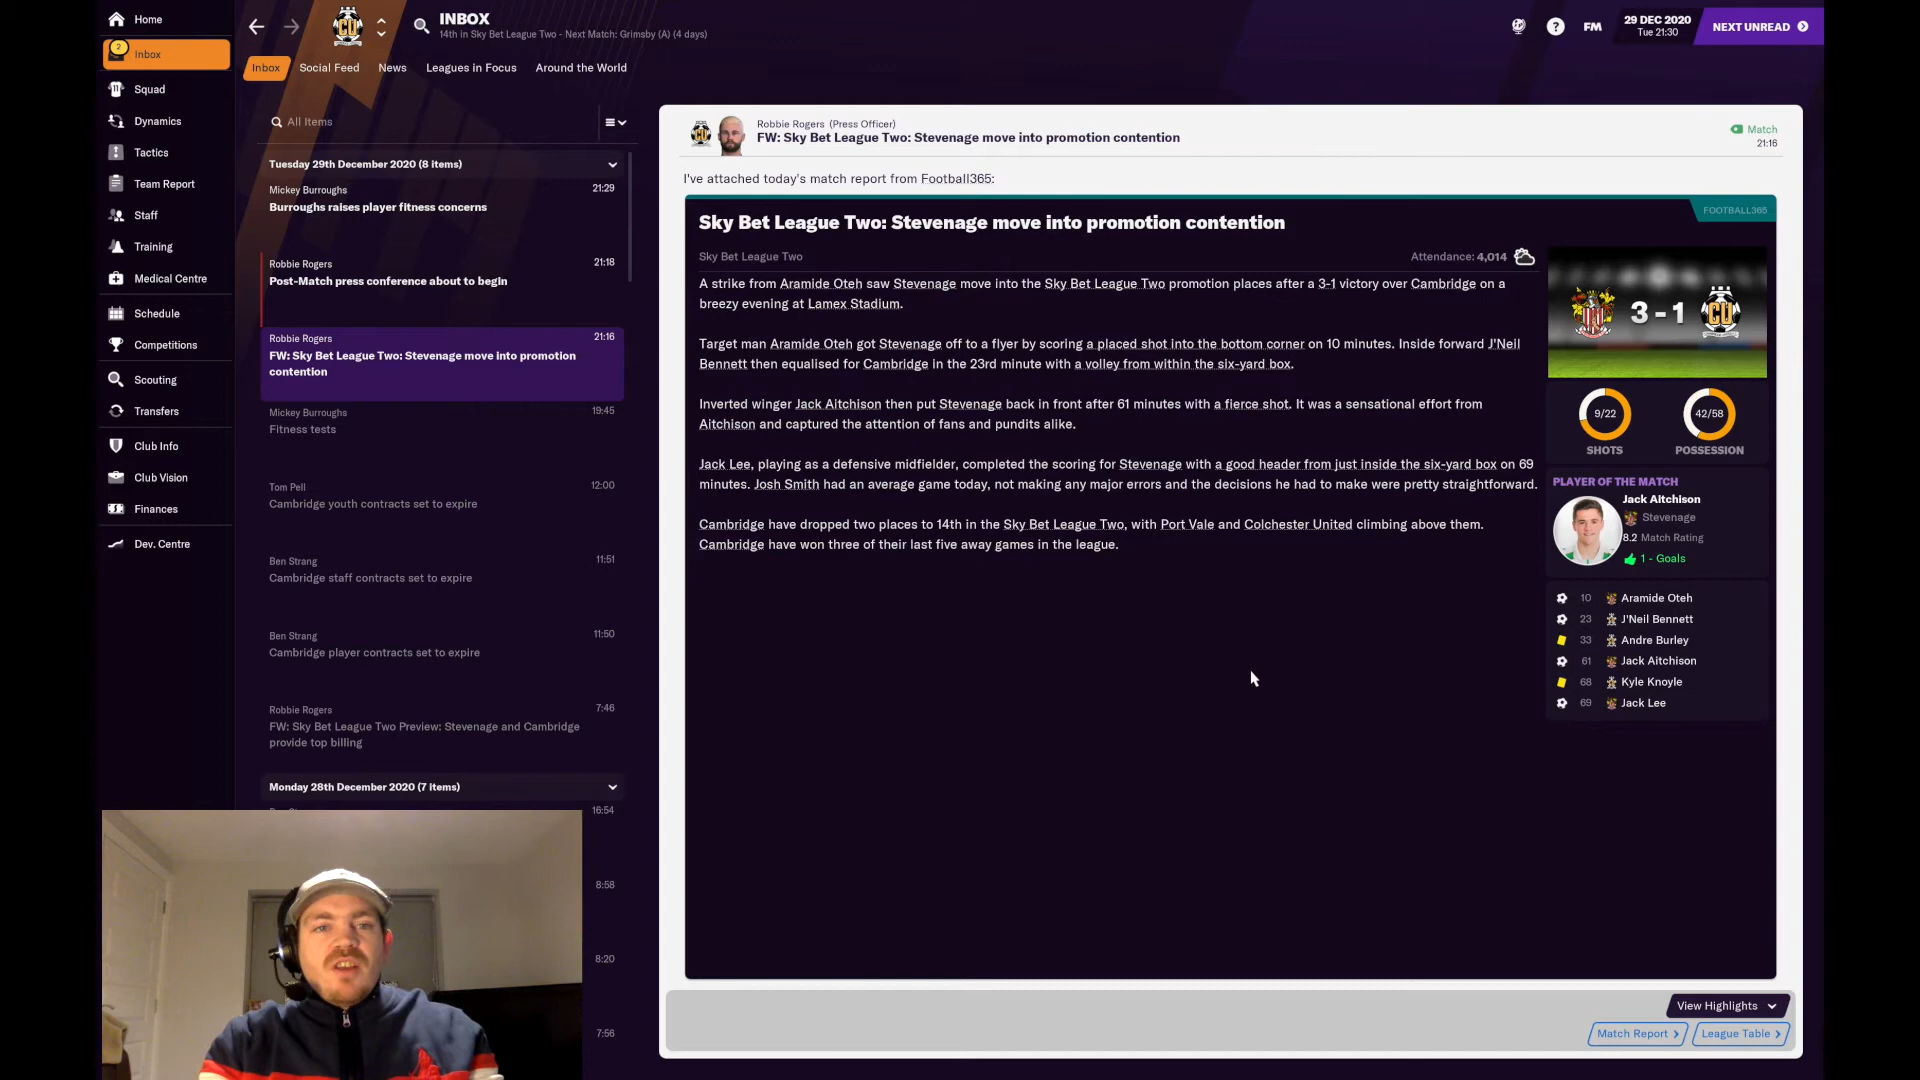 Home
2
Inbox
Squad
Dynamics
Tactics
Team Report
Staff
Training
Medical Centre
Schedule
Competitions
Scouting
Transfers
Club Info
Club Vision
Finances
Dev. Centre
CU
INBOX
14th in Sky Bet League Two - Next Match: Grimsby (A) (4 days)
FM
29 DEC 2020
Tue 21:30
NEXT UNREAD
Inbox
Social Feed
News
Leagues in Focus
Around the World
All Items
Tuesday 29th December 2020 (8 items)
Mickey Burroughs 21:29
Burroughs raises player fitness concerns
Robbie Rogers 21:18
Post-Match press conference about to begin
Robbie Rogers 21:16
FW: Sky Bet League Two: Stevenage move into promotion
contention
Mickey Burroughs 19:45
Fitness tests
Tom Pell 12:00
Cambridge youth contracts set to expire
Ben Strang 11:51
Cambridge staff contracts set to expire
Ben Strang 11:50
Cambridge player contracts set to expire
Robbie Rogers 7:46
FW: Sky Bet League Two Preview: Stevenage and Cambridge
provide top billing
Monday 28th December 2020 (7 items)
16:54
8:58
8:20
7:56
Robbie Rogers (Press Officer)
FW: Sky Bet League Two: Stevenage move into promotion contention
Match
21:16
I've attached today's match report from Football365:
FOOTBALL365
Sky Bet League Two: Stevenage move into promotion contention
Sky Bet League Two
Attendance: 4,014
A strike from Aramide Oteh saw Stevenage move into the Sky Bet League Two promotion places after a 3-1 victory over Cambridge on a
breezy evening at Lamex Stadium.
Target man Aramide Oteh got Stevenage off to a flyer by scoring a placed shot into the bottom corner on 10 minutes. Inside forward J'Neil
Bennett then equalised for Cambridge in the 23rd minute with a volley from within the six-yard box.
Inverted winger Jack Aitchison then put Stevenage back in front after 61 minutes with a fierce shot. It was a sensational effort from
Aitchison and captured the attention of fans and pundits alike.
Jack Lee, playing as a defensive midfielder, completed the scoring for Stevenage with a good header from just inside the six-yard box on 69
minutes. Josh Smith had an average game today, not making any major errors and the decisions he had to make were pretty straightforward.
Cambridge have dropped two places to 14th in the Sky Bet League Two, with Port Vale and Colchester United climbing above them.
Cambridge have won three of their last five away games in the league.
3 - 1
CU
9/22
SHOTS
42/58
POSSESSION
PLAYER OF THE MATCH
Jack Aitchison
Stevenage
8.2 Match Rating
1 - Goals
10 Aramide Oteh
23 J'Neil Bennett
33 Andre Burley
61 Jack Aitchison
68 Kyle Knoyle
69 Jack Lee
View Highlights
Match Report
League Table